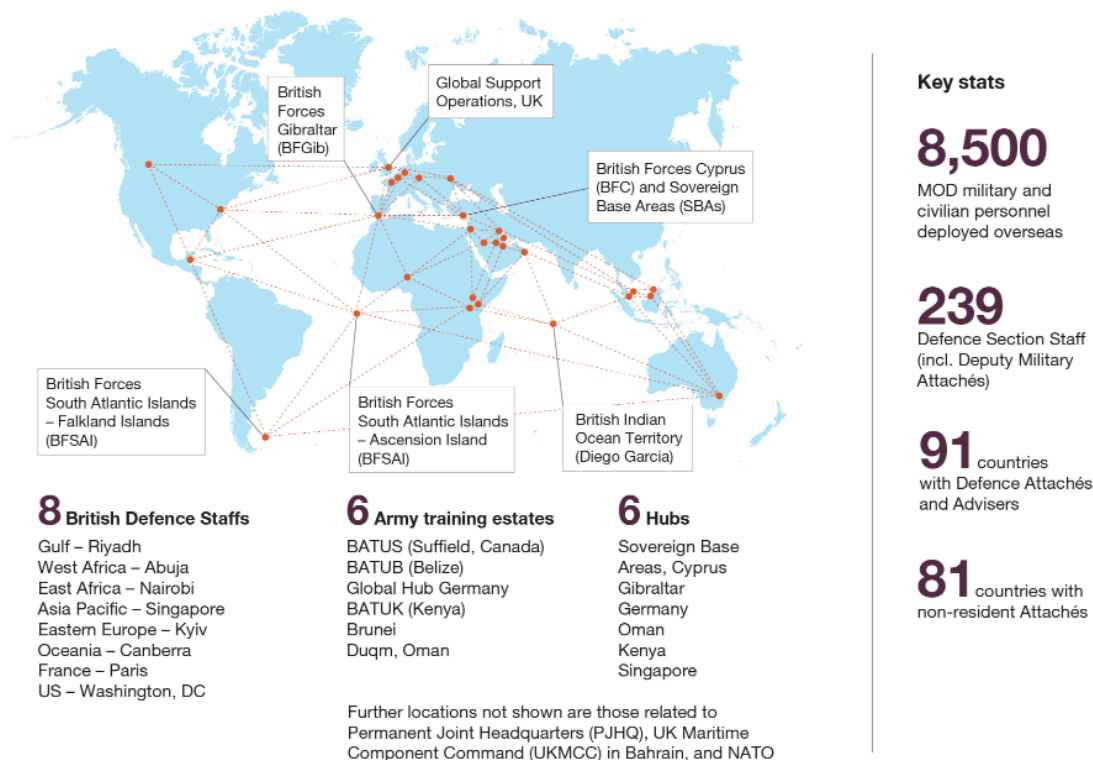 British
Forces
Gibraltar
(BFGib)
Global Support
Operations, UK
British Forces Cyprus
(BFC) and Sovereign
Base Areas (SBAs)
British Forces
South Atlantic Islands
– Falkland Islands
(BFSAI)
British Forces
South Atlantic Islands
– Ascension Island
(BFSAI)
British Indian
Ocean Territory
(Diego Garcia)
8 British Defence Staffs
Gulf – Riyadh
West Africa – Abuja
East Africa – Nairobi
Asia Pacific – Singapore
Eastern Europe – Kyiv
Oceania – Canberra
France – Paris
US – Washington, DC
6 Army training estates
BATUS (Suffield, Canada)
BATUB (Belize)
Global Hub Germany
BATUK (Kenya)
Brunei
Duqm, Oman
6 Hubs
Sovereign Base
Areas, Cyprus
Gibraltar
Germany
Oman
Kenya
Singapore
Further locations not shown are those related to
Permanent Joint Headquarters (PJHQ), UK Maritime
Component Command (UKMCC) in Bahrain, and NATO
Key stats
8,500
MOD military and
civilian personnel
deployed overseas
239
Defence Section Staff
(incl. Deputy Military
Attachés)
91 countries
with Defence Attachés
and Advisers
81 countries with
non-resident Attachés